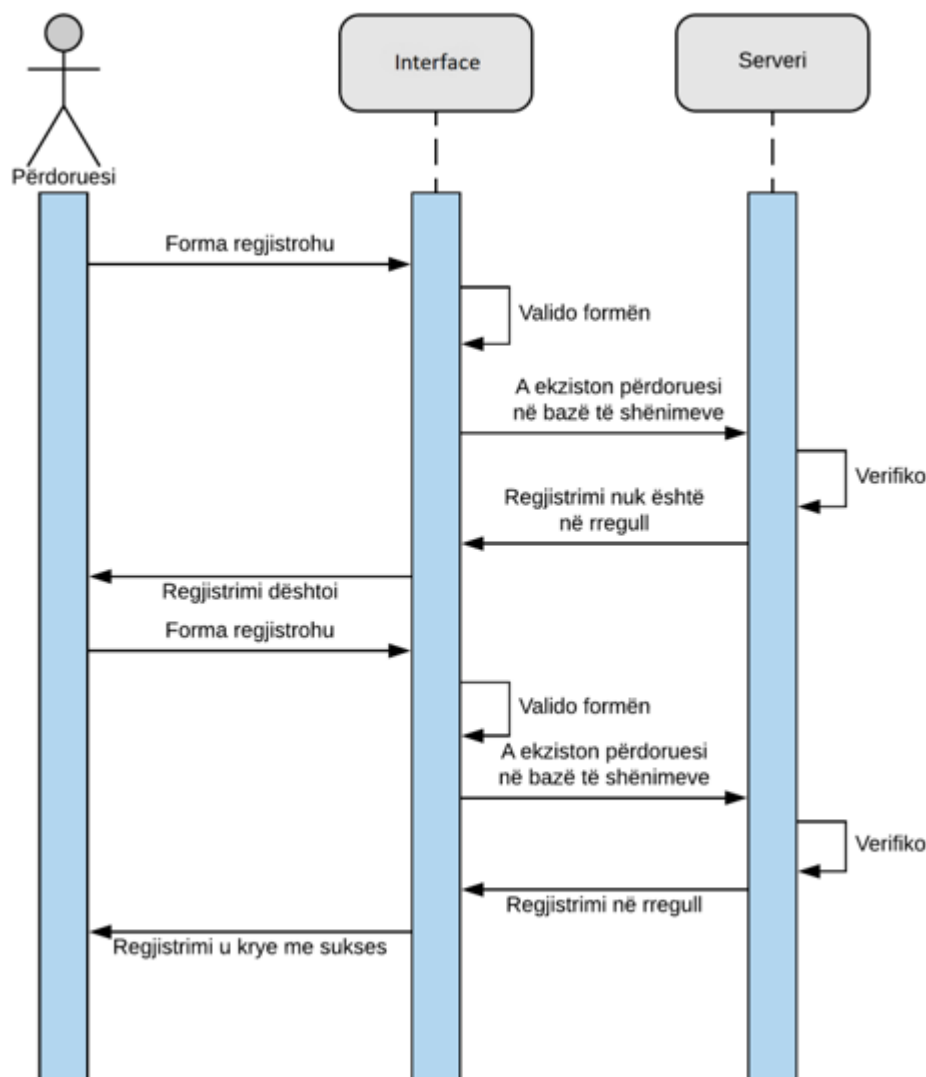 Interface
Serveri
Përdoruesi
Forma regjistrohu
Valido formën
A ekziston përdoruesi
në bazë të shënimeve
Verifiko
Regjistrimi nuk është
në rregull
Regjistrimi dështoi
Forma regjistrohu
Valido formën
A ekziston përdoruesi
në bazë të shënimeve
Verifiko
Regjistrimi në rregull
Regjistrimi u krye me sukses